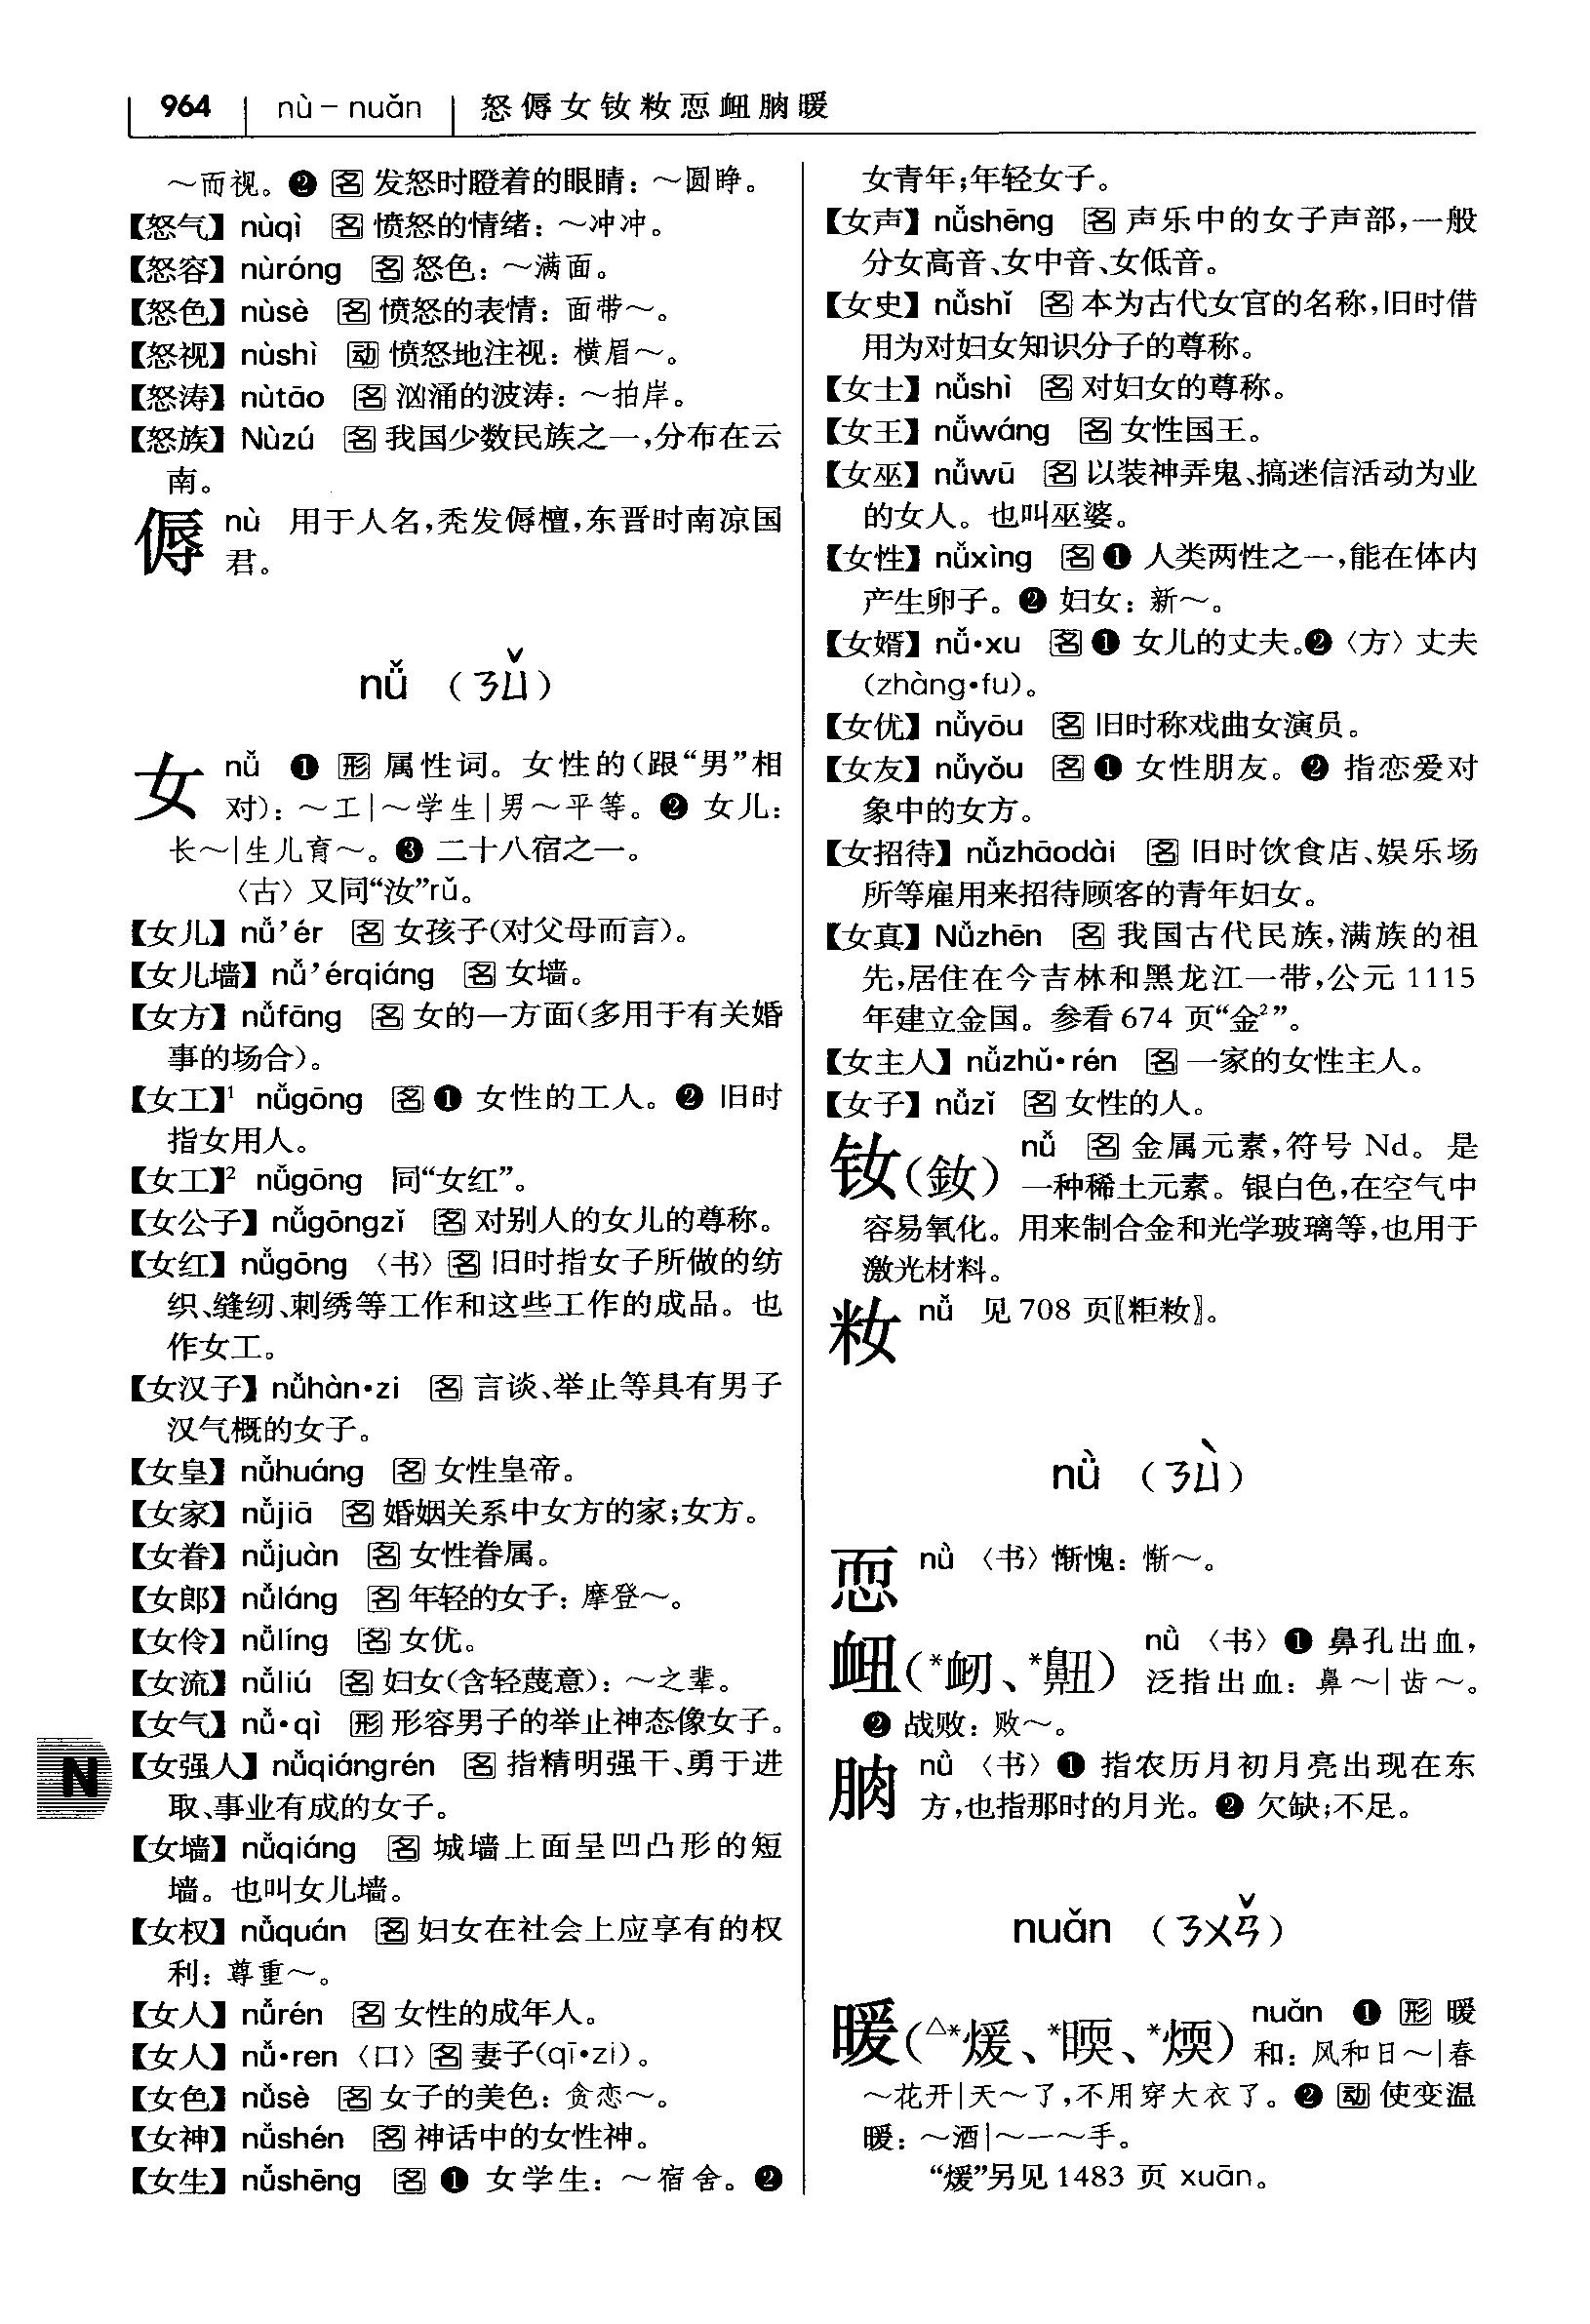 964 nù－nuǎn 怒傉女钕籹恧衄朒暖
～而视。❷ 名 发怒时瞪着的眼睛：～圆睁。
【怒气】 nùqì 名 愤怒的情绪：～冲冲。
【怒容】 nùróng 名 怒色：～满面。
【怒色】 nùsè 名 愤怒的表情：面带～。
【怒视】 nùshì 动 愤怒地注视：横眉～。
【怒涛】 nùtāo 名 汹涌的波涛：～拍岸。
【怒族】 Nùzú 名 我国少数民族之一,分布在云
南。
傉 nù 用于人名,秃发傉檀,东晋时南凉国
君。
nǚ （ㄋㄩˇ）
女 nǚ ❶ 形 属性词。女性的(跟“男”相
对)：～工|～学生|男～平等。❷ 女儿：
长～|生儿育～。❸ 二十八宿之一。
〈古〉又同“汝”rǔ。
【女儿】 nǚ’ér 名 女孩子(对父母而言)。
【女儿墙】 nǚ’érqiáng 名 女墙。
【女方】 nǚfāng 名 女的一方面(多用于有关婚
事的场合)。
【女工】¹ nǚgōng 名 ❶ 女性的工人。❷ 旧时
指女用人。
【女工】² nǚgōng 同“女红”。
【女公子】 nǚgōngzǐ 名 对别人的女儿的尊称。
【女红】 nǚgōng 〈书〉名 旧时指女子所做的纺
织、缝纫、刺绣等工作和这些工作的成品。也
作女工。
【女汉子】 nǚhàn•zi 名 言谈、举止等具有男子
汉气概的女子。
【女皇】 nǚhuáng 名 女性皇帝。
【女家】 nǚjiā 名 婚姻关系中女方的家;女方。
【女眷】 nǚjuàn 名 女性眷属。
【女郎】 nǚláng 名 年轻的女子：摩登～。
【女伶】 nǚlíng 名 女优。
【女流】 nǚliú 名 妇女(含轻蔑意)：～之辈。
【女气】 nǚ•qì 形 形容男子的举止神态像女子。
【女强人】 nǚqiángrén 名 指精明强干、勇于进
取、事业有成的女子。
【女墙】 nǚqiáng 名 城墙上面呈凹凸形的短
墙。也叫女儿墙。
【女权】 nǚquán 名 妇女在社会上应享有的权
利：尊重～。
【女人】 nǚrén 名 女性的成年人。
【女人】 nǚ•ren 〈口〉名 妻子(qī•zi)。
【女色】 nǚsè 名 女子的美色：贪恋～。
【女神】 nǚshén 名 神话中的女性神。
【女生】 nǚshēng 名 ❶ 女学生：～宿舍。❷
女青年;年轻女子。
【女声】 nǚshēng 名 声乐中的女子声部,一般
分女高音、女中音、女低音。
【女史】 nǚshǐ 名 本为古代女官的名称,旧时借
用为对妇女知识分子的尊称。
【女士】 nǚshì 名 对妇女的尊称。
【女王】 nǚwáng 名 女性国王。
【女巫】 nǚwū 名 以装神弄鬼、搞迷信活动为业
的女人。也叫巫婆。
【女性】 nǚxìng 名 ❶ 人类两性之一,能在体内
产生卵子。❷ 妇女：新～。
【女婿】 nǚ•xu 名 ❶ 女儿的丈夫。❷〈方〉丈夫
(zhàng•fu)。
【女优】 nǚyōu 名 旧时称戏曲女演员。
【女友】 nǚyǒu 名 ❶ 女性朋友。❷ 指恋爱对
象中的女方。
【女招待】 nǚzhāodài 名 旧时饮食店、娱乐场
所等雇用来招待顾客的青年妇女。
【女真】 Nǚzhēn 名 我国古代民族,满族的祖
先,居住在今吉林和黑龙江一带,公元 1115
年建立金国。参看 674 页“金²”。
【女主人】 nǚzhǔ•rén 名 一家的女性主人。
【女子】 nǚzǐ 名 女性的人。
钕(釹) nǚ 名 金属元素,符号 Nd。是
一种稀土元素。银白色,在空气中
容易氧化。用来制合金和光学玻璃等,也用于
激光材料。
籹 nǚ 见 708 页〖粔籹〗。
nǜ （ㄋㄩˋ）
恧 nǜ 〈书〉惭愧：惭～。
衄(*衂、*鼽) nǜ 〈书〉❶ 鼻孔出血,
泛指出血：鼻～|齿～。
❷ 战败：败～。
朒 nǜ 〈书〉❶ 指农历月初月亮出现在东
方,也指那时的月光。❷ 欠缺;不足。
nuǎn （ㄋㄨㄢˇ）
暖(△*煖、*㬉、*煗) nuǎn ❶ 形 暖
和：风和日～|春
～花开|天～了,不用穿大衣了。❷ 动 使变温
暖：～酒|～一～手。
“煖”另见 1483 页 xuān。
N